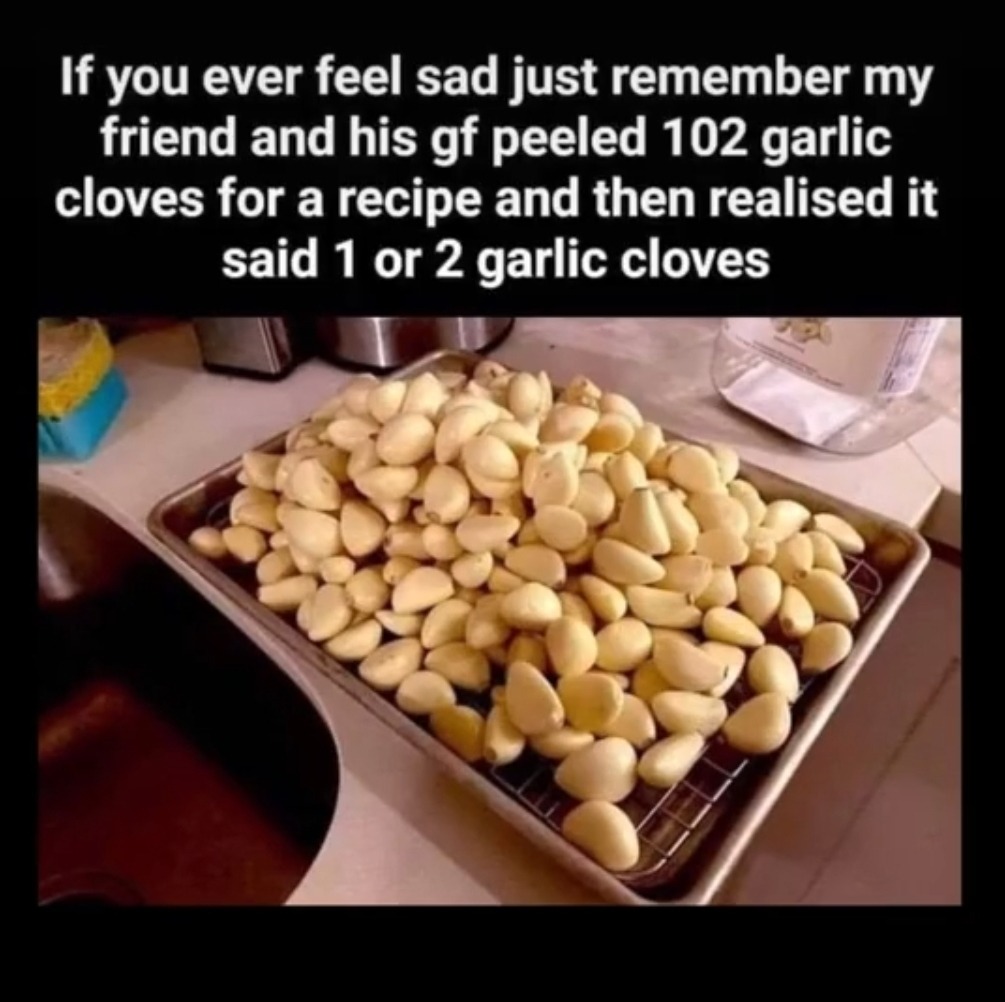 If you ever feel sad just remember my
friend and his gf peeled 102 garlic
cloves for a recipe and then realised it
said 1 or 2 garlic cloves